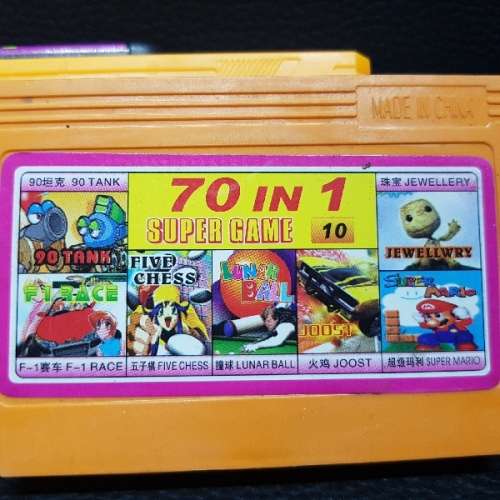 MADE IN CHINA
90坦克 90 TANK
70 IN 1
珠宝 JEWELLERY
SUPER GAME 10
90 TANK
JEWELLWRY
F1 RACE
FIVE CHESS
LUNAR BALL
JOOST
SUPER MARIO
F-1赛车 F-1 RACE
五子棋 FIVE CHESS
撞球 LUNAR BALL
火鸡 JOOST
超级玛利 SUPER MARIO